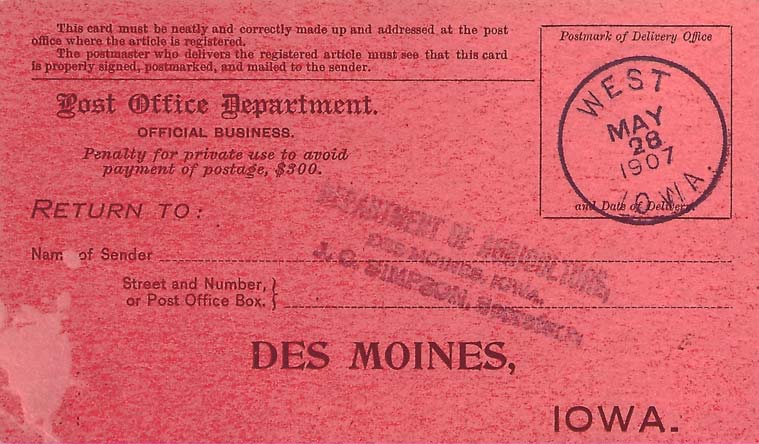 This card must be neatly and correctly made up and addressed at the post
office where the article is registered.
The postmaster who delivers the registered article must see that this card
is properly signed, postmarked, and mailed to the sender.
Post Office Department.
OFFICIAL BUSINESS.
Penalty for private use to avoid
payment of postage, $300.
Postmark of Delivery Office
WEST
MAY
28
1907
IOWA.
and Date of Delivery.
RETURN TO:
DEPARTMENT OF AGRICULTURE,
DES MOINES, IOWA.
J. C. SIMPSON, Secretary.
Nam of Sender
Street and Number,
or Post Office Box.
DES MOINES,
IOWA.